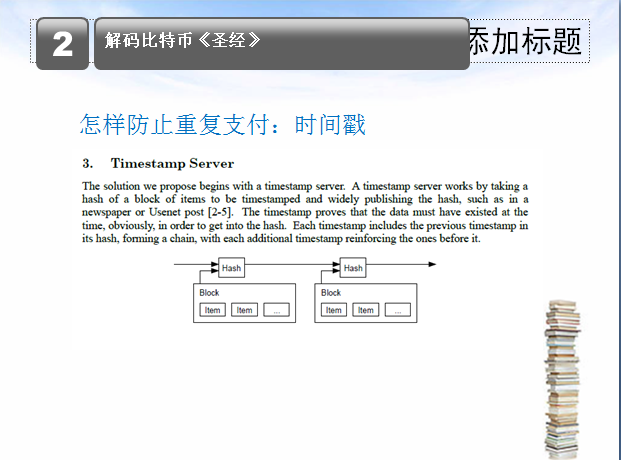 2
解码比特币《圣经》
添加标题
怎样防止重复支付：时间戳
3. Timestamp Server
The solution we propose begins with a timestamp server. A timestamp server works by taking a
hash of a block of items to be timestamped and widely publishing the hash, such as in a
newspaper or Usenet post [2-5]. The timestamp proves that the data must have existed at the
time, obviously, in order to get into the hash. Each timestamp includes the previous timestamp in
its hash, forming a chain, with each additional timestamp reinforcing the ones before it.
Hash
Hash
Block
Block
Item
Item
...
Item
Item
...